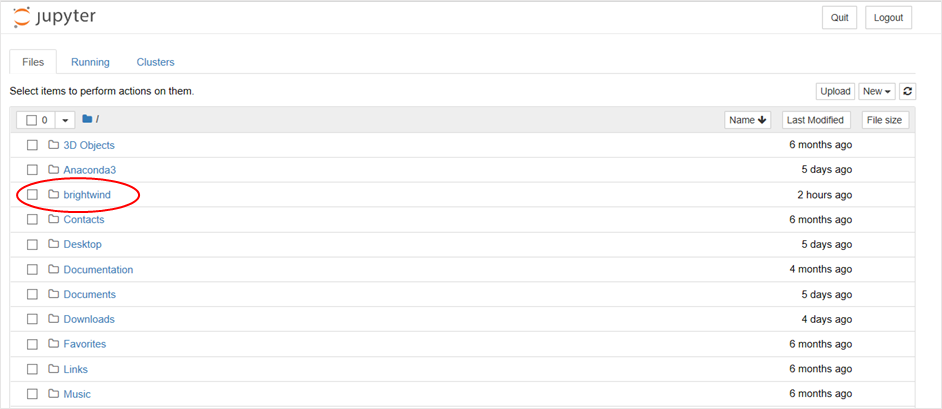 jupyter Quit Logout
Files Running Clusters
Select items to perform actions on them. Upload New
0 / Name Last Modified File size
3D Objects 6 months ago
Anaconda3 5 days ago
brightwind 2 hours ago
Contacts 6 months ago
Desktop 5 days ago
Documentation 4 months ago
Documents 5 days ago
Downloads 4 days ago
Favorites 6 months ago
Links 6 months ago
Music 6 months ago